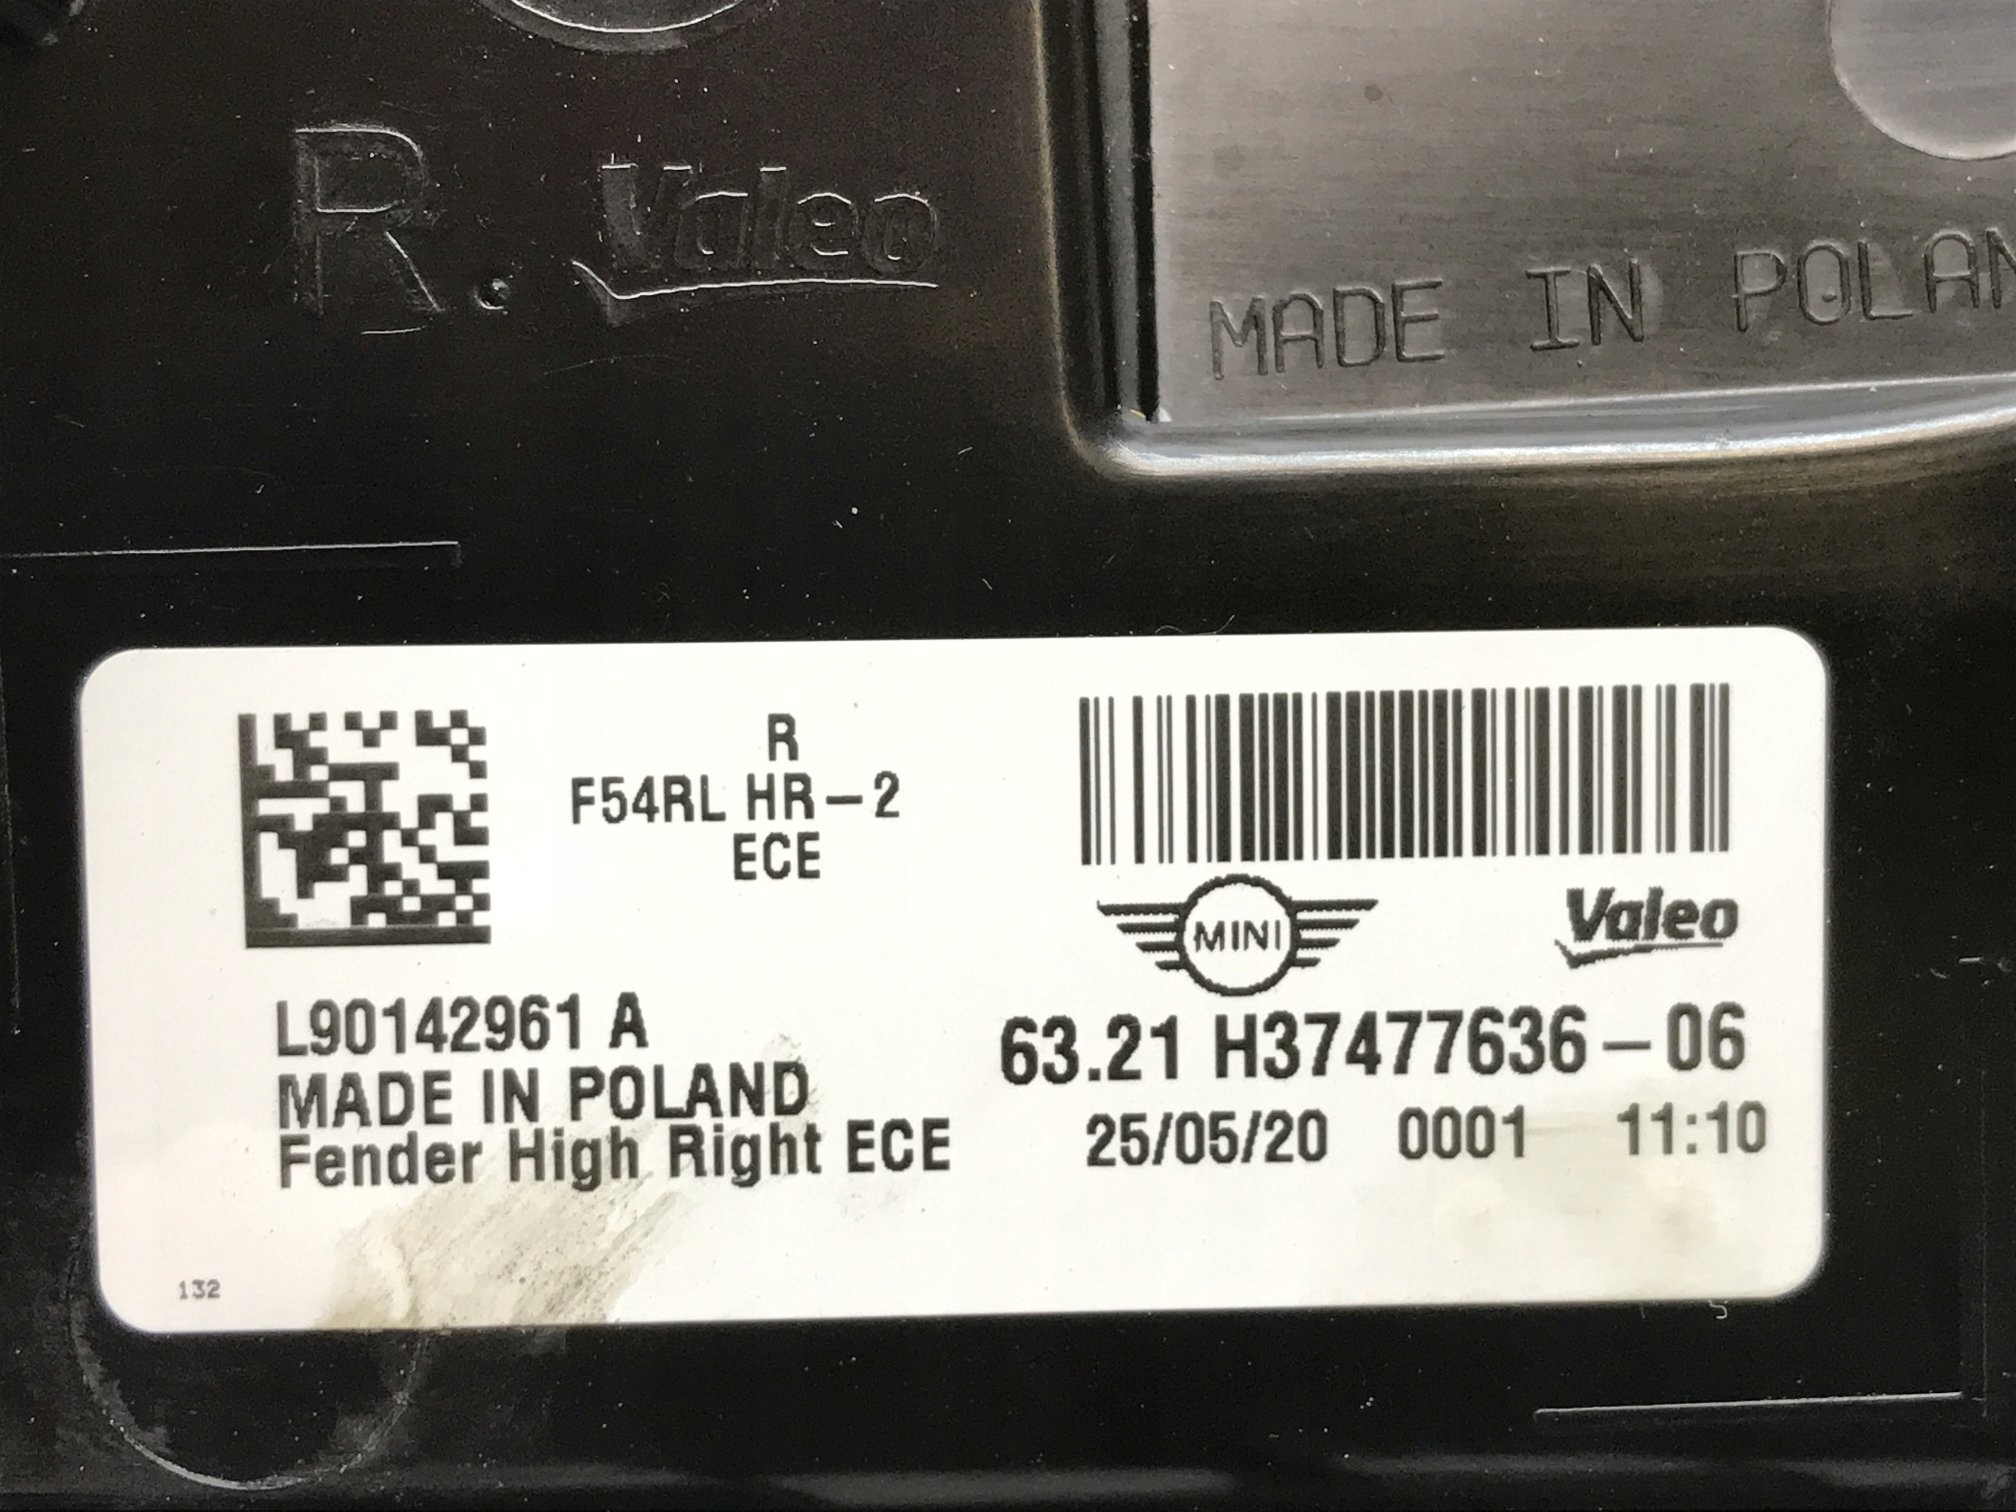 R. Valeo
MADE IN POLAN
R
F54RL HR-2
ECE
MINI
Valeo
L90142961 A
MADE IN POLAND
Fender High Right ECE
63.21 H37477636-06
25/05/20 0001 11:10
132
5